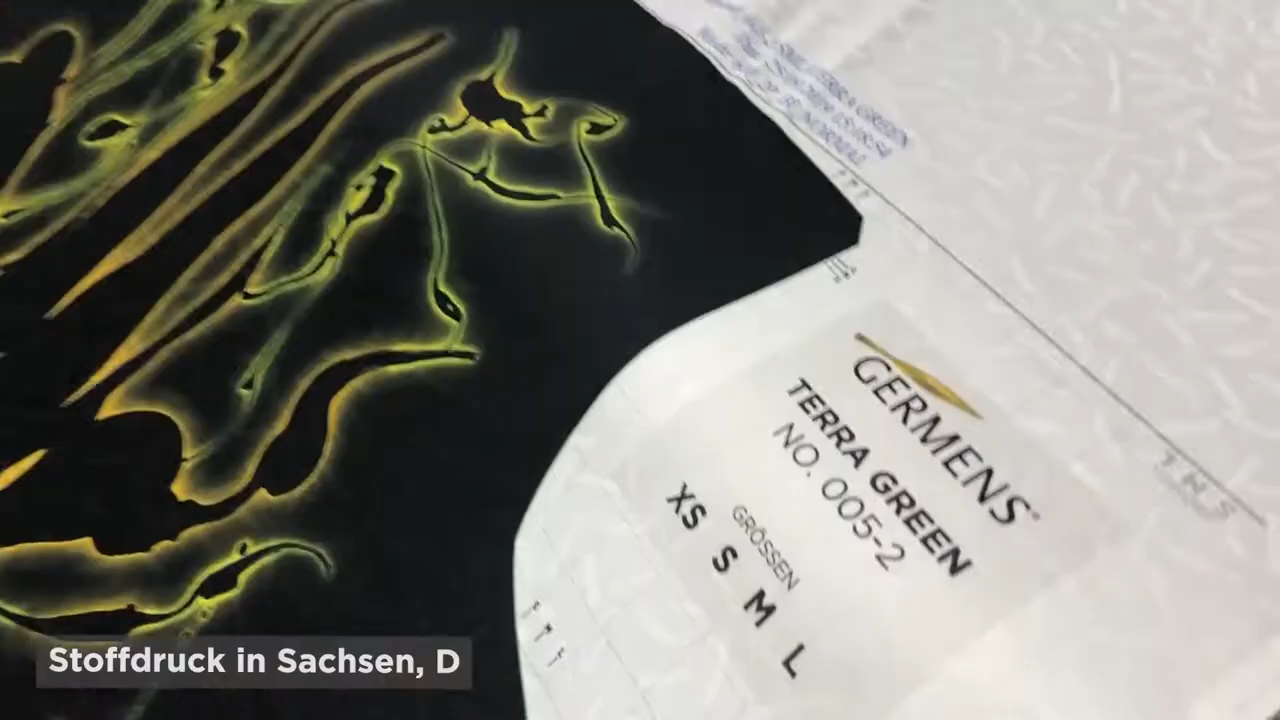 GERMENS®
TERRA GREEN
NO. 005-2
GRÖSSEN
XS S M L
Stoffdruck in Sachsen, D